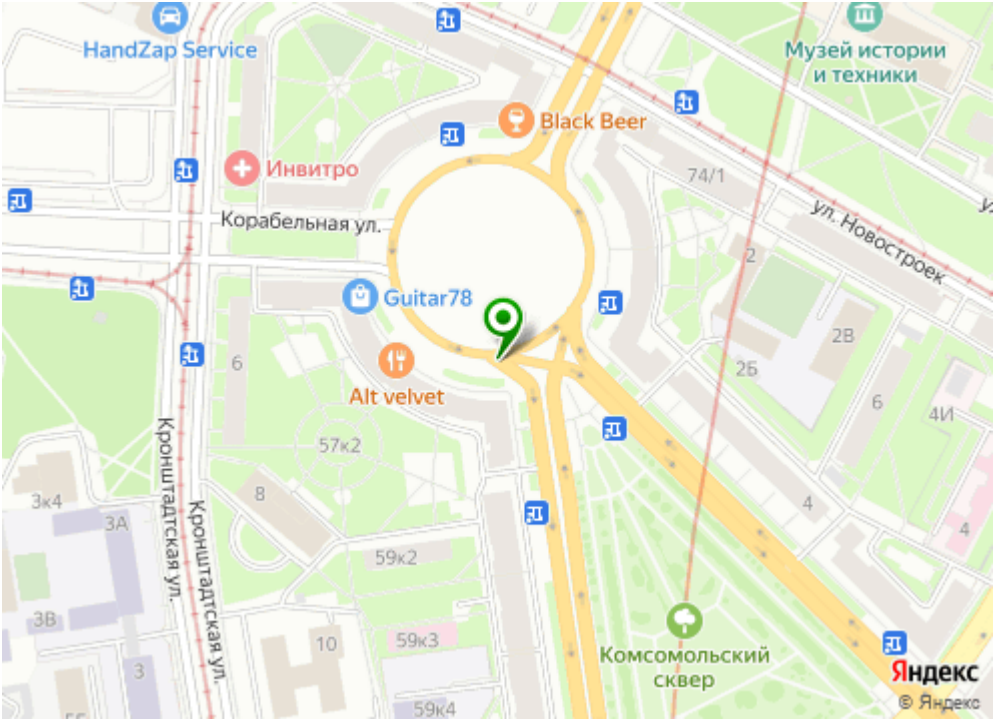 HandZap Service
Музей истории
и техники
Black Beer
Инвитро
74/1
Корабельная ул.
ул. Новостроек
2
Guitar78
2В
2Б
6
Alt velvet
6
4И
57к2
Кронштадтская ул.
Кронштадтская ул.
8
3к4
3А
4
4
59к2
3В
10
59к3
Комсомольский
сквер
3
Яндекс
© Яндекс
59к4